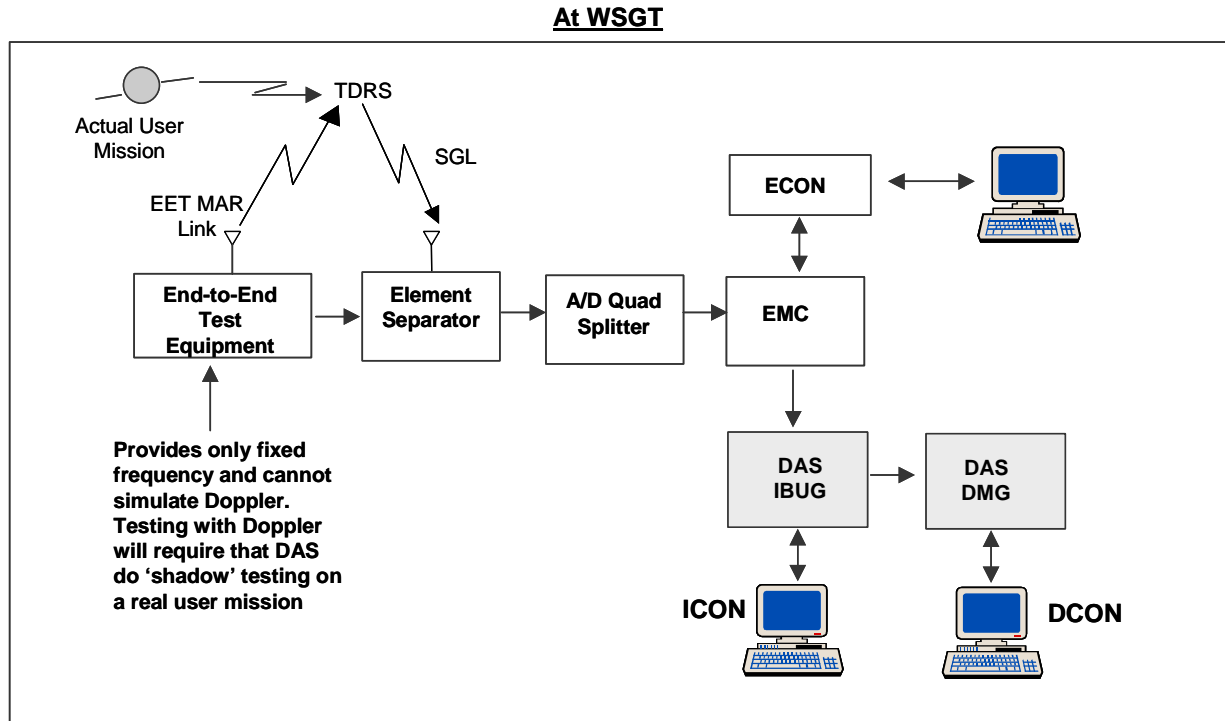 At WSGT
TDRS
Actual User
Mission
SGL
EET MAR
Link
End-to-End
Test
Equipment
Element
Separator
A/D Quad
Splitter
EMC
ECON
Provides only fixed
frequency and cannot
simulate Doppler.
Testing with Doppler
will require that DAS
do ‘shadow’ testing on
a real user mission
DAS
IBUG
DAS
DMG
ICON
DCON